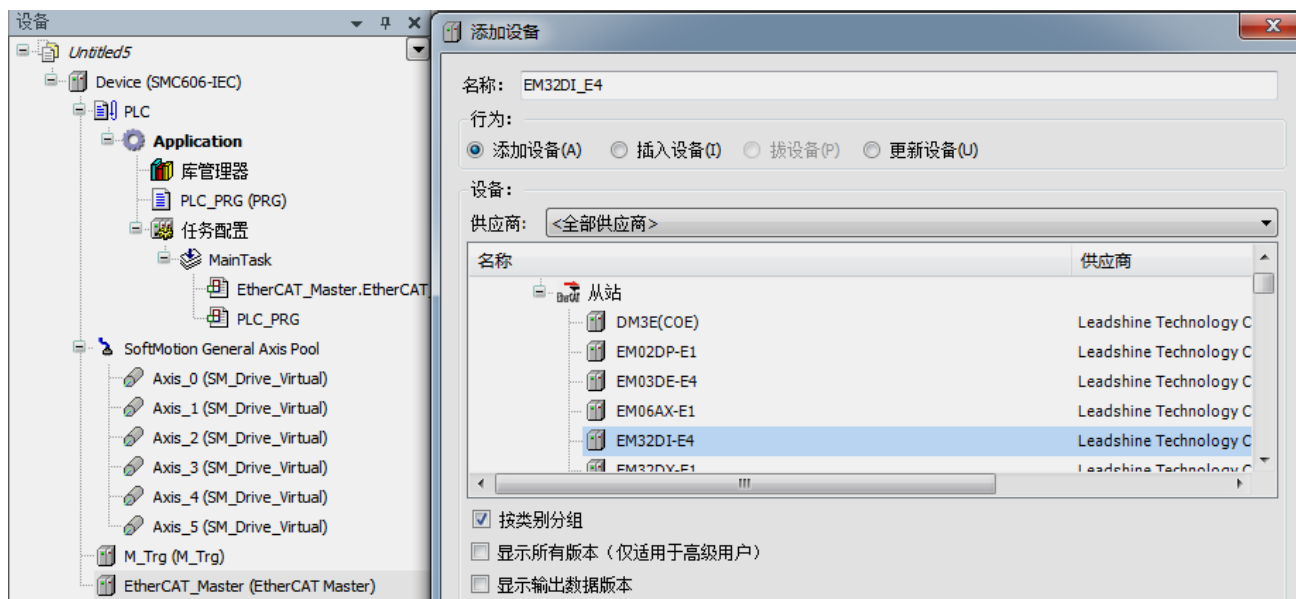 设备
Untitled5
Device (SMC606-IEC)
PLC
Application
库管理器
PLC_PRG (PRG)
任务配置
MainTask
EtherCAT_Master.EtherCAT_
PLC_PRG
SoftMotion General Axis Pool
Axis_0 (SM_Drive_Virtual)
Axis_1 (SM_Drive_Virtual)
Axis_2 (SM_Drive_Virtual)
Axis_3 (SM_Drive_Virtual)
Axis_4 (SM_Drive_Virtual)
Axis_5 (SM_Drive_Virtual)
M_Trg (M_Trg)
EtherCAT_Master (EtherCAT Master)
添加设备
名称: EM32DI_E4
行为:
添加设备(A) 插入设备(I) 拔设备(P) 更新设备(U)
设备:
供应商: <全部供应商>
名称 供应商
从站
DM3E(COE) Leadshine Technology C
EM02DP-E1 Leadshine Technology C
EM03DE-E4 Leadshine Technology C
EM06AX-E1 Leadshine Technology C
EM32DI-E4 Leadshine Technology C
EM32DX-E1 Leadshine Technology C
按类别分组
显示所有版本（仅适用于高级用户）
显示输出数据版本